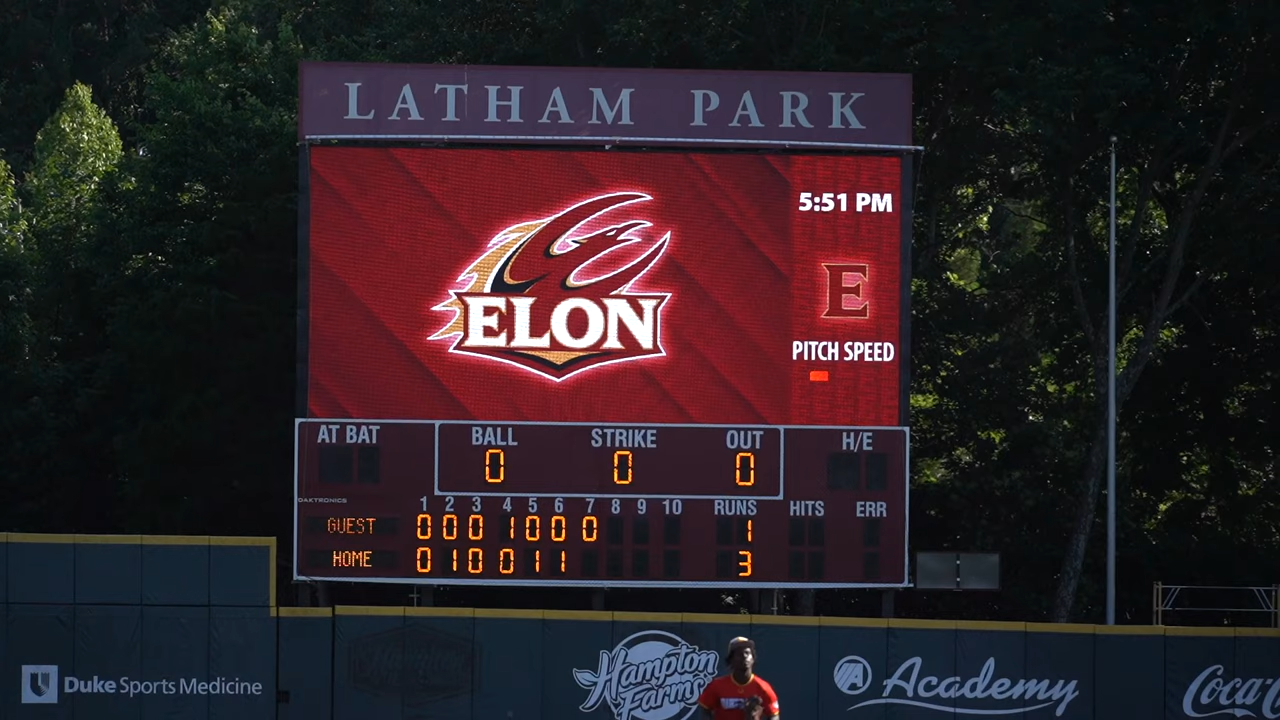 LATHAM PARK
5:51 PM
ELON
E
PITCH SPEED
AT BAT BALL STRIKE OUT H/E
0 0 0
DAKTRONICS
1 2 3 4 5 6 7 8 9 10 RUNS HITS ERR
GUEST 0 0 0 1 0 0 0 1
HOME 0 1 0 0 1 1 3
Duke Sports Medicine
Hampton
Farms
Academy